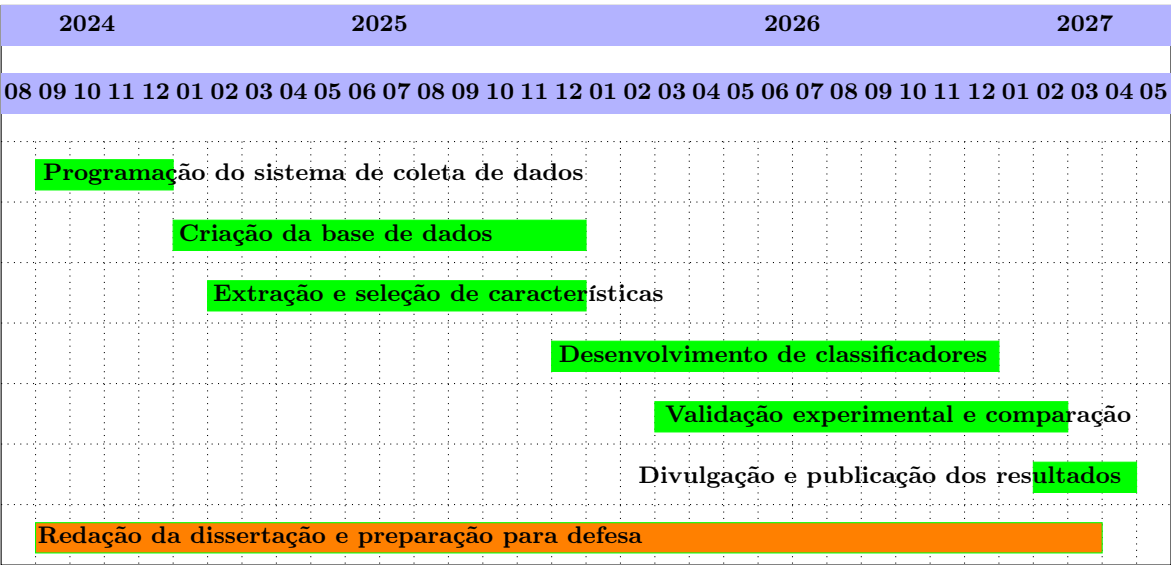 2024 2025 2026 2027
08 09 10 11 12 01 02 03 04 05 06 07 08 09 10 11 12 01 02 03 04 05 06 07 08 09 10 11 12 01 02 03 04 05
Programação do sistema de coleta de dados
Criação da base de dados
Extração e seleção de características
Desenvolvimento de classificadores
Validação experimental e comparação
Divulgação e publicação dos resultados
Redação da dissertação e preparação para defesa